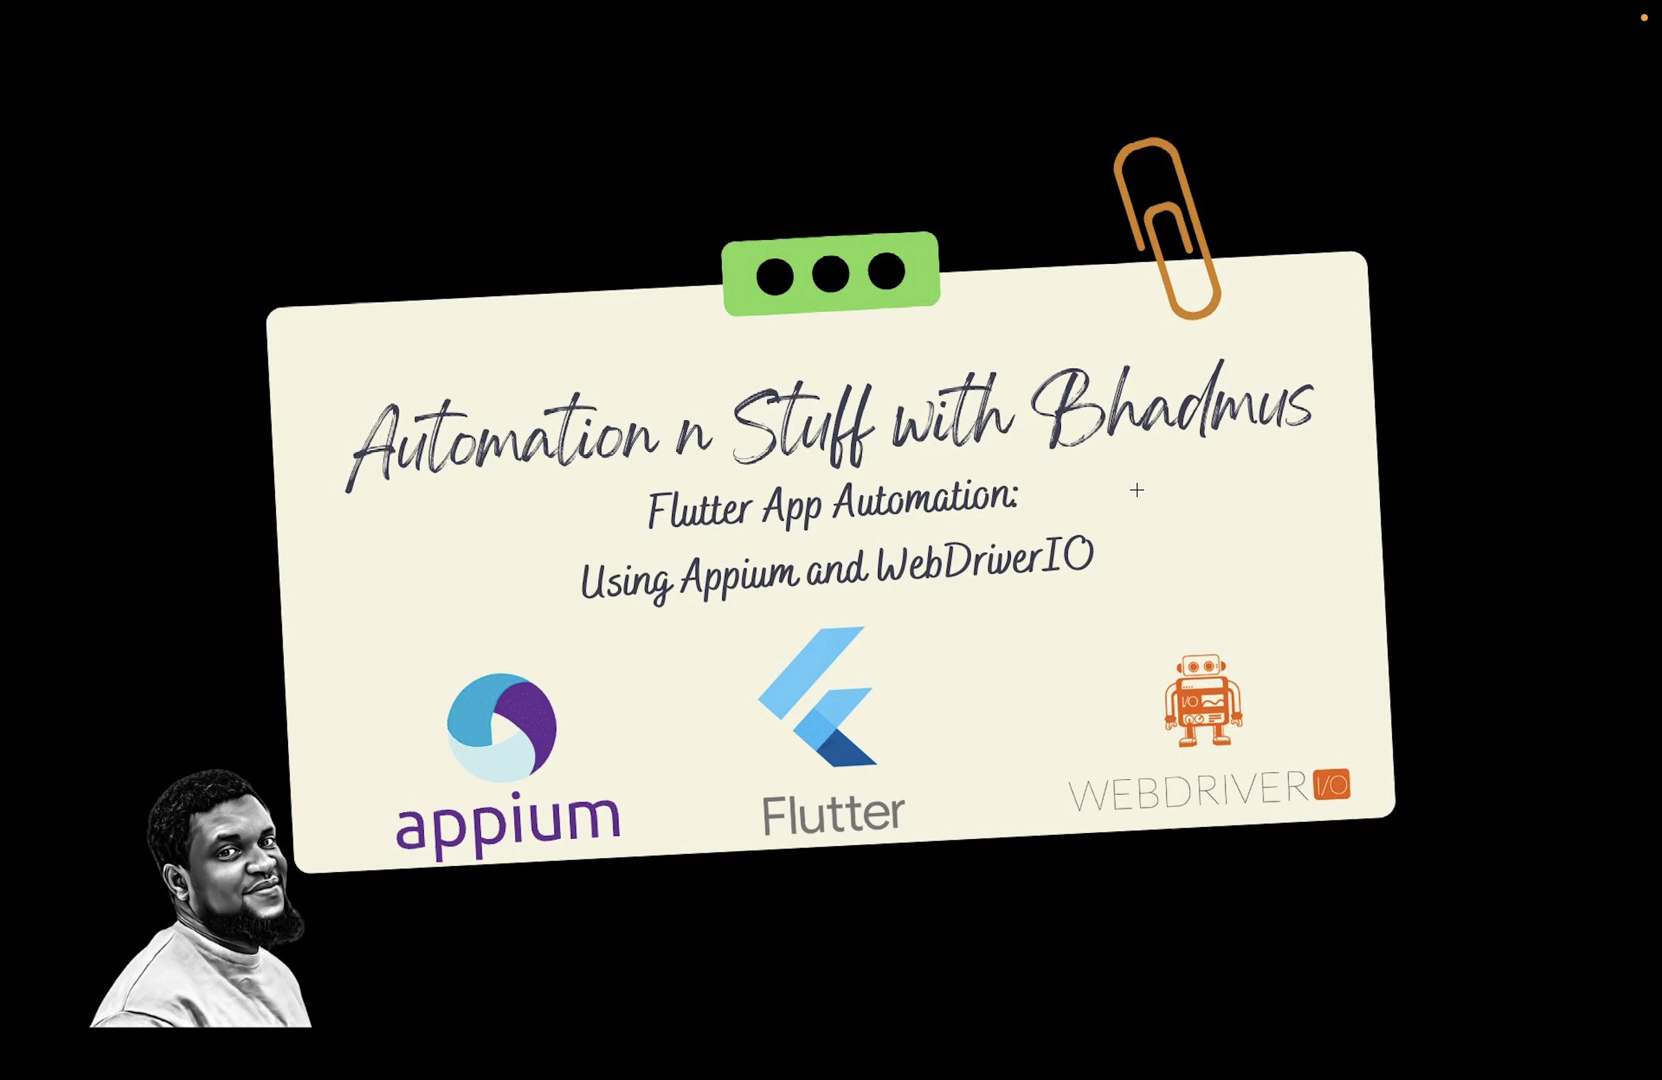 Automation n Stuff with Bhadmus
Flutter App Automation:
Using Appium and WebDriverIO
appium
Flutter
I/O
WEBDRIVER I/O